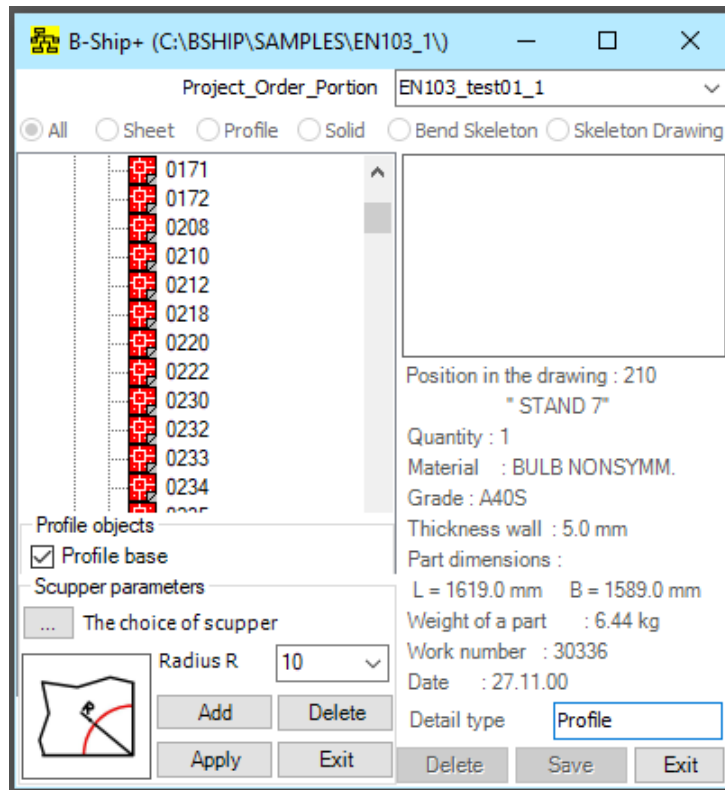 B-Ship+ (C:\BSHIP\SAMPLES\EN103_1\)
Project_Order_Portion EN103_test01_1
All Sheet Profile Solid Bend Skeleton Skeleton Drawing
0171
0172
0208
0210
0212
0218
0220
0222
0230
0232
0233
0234
Profile objects
Profile base
Scupper parameters
... The choice of scupper
Radius R 10
R
Add Delete
Apply Exit
Position in the drawing : 210
" STAND 7"
Quantity : 1
Material : BULB NONSYMM.
Grade : A40S
Thickness wall : 5.0 mm
Part dimensions :
L = 1619.0 mm B = 1589.0 mm
Weight of a part : 6.44 kg
Work number : 30336
Date : 27.11.00
Detail type Profile
Delete Save Exit